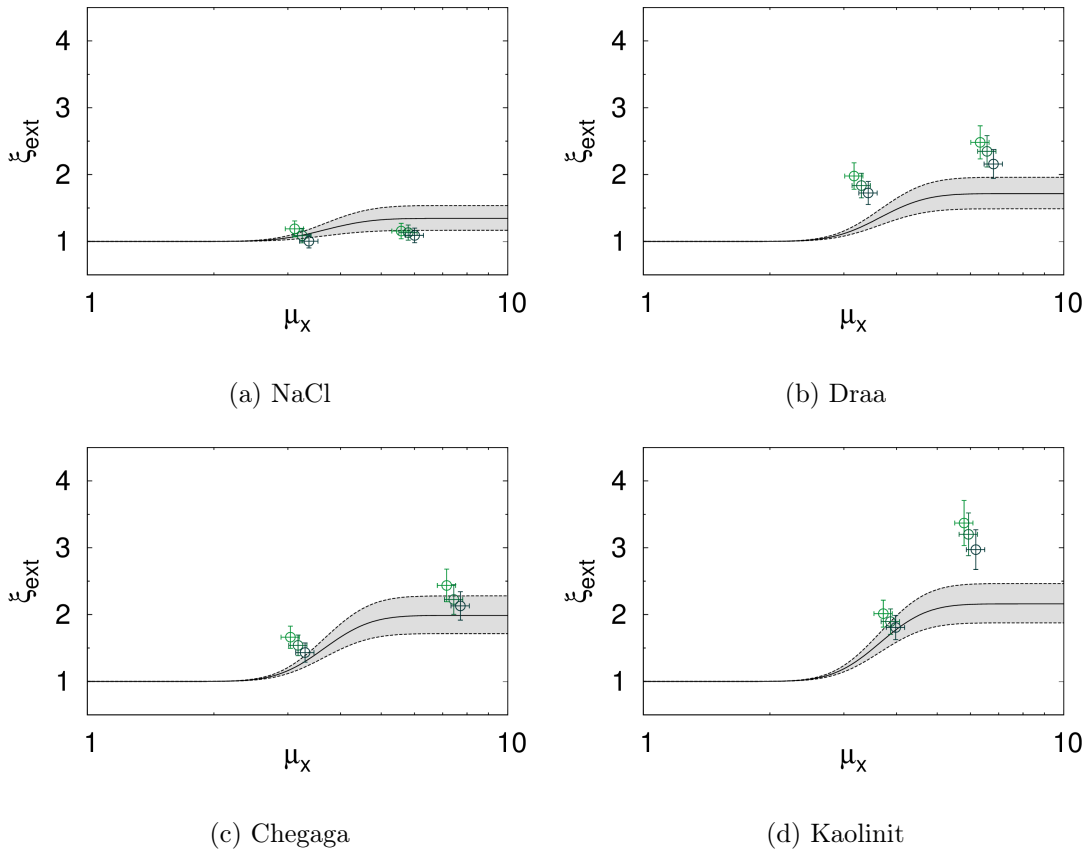 4
3
2
1
ξext
1 10
μx
(a) NaCl
4
3
2
1
ξext
1 10
μx
(b) Draa
4
3
2
1
ξext
1 10
μx
(c) Chegaga
4
3
2
1
ξext
1 10
μx
(d) Kaolinit